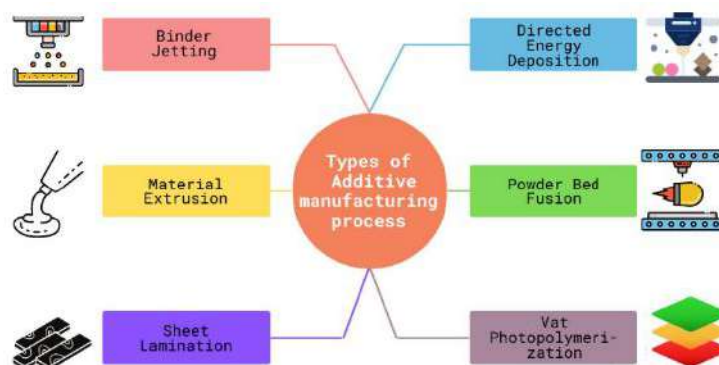 Binder
Jetting
Directed
Energy
Deposition
Types of
Additive
manufacturing
process
Material
Extrusion
Powder Bed
Fusion
Sheet
Lamination
Vat
Photopolymeri-
zation